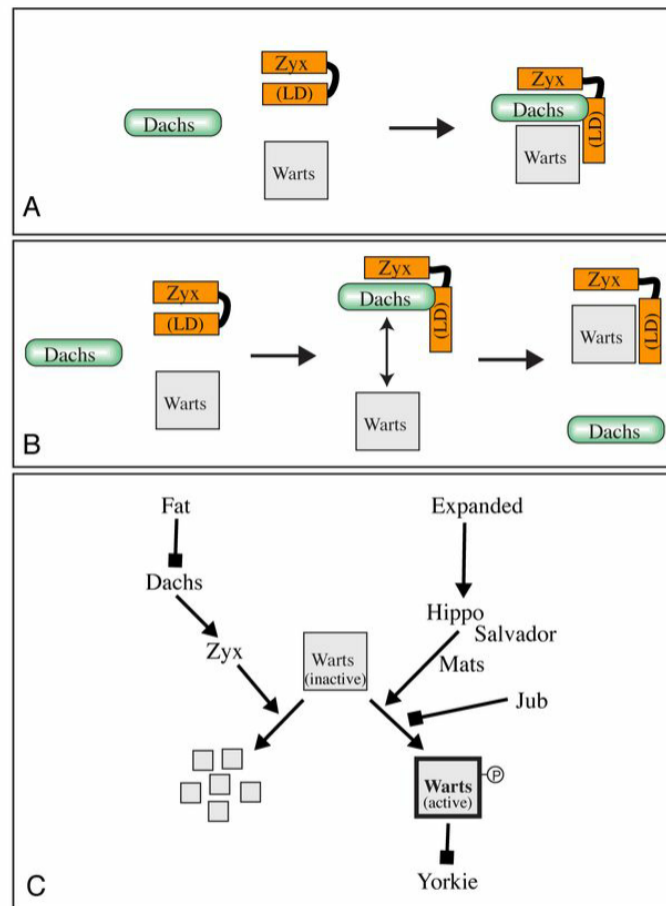 Zyx
(LD)
Dachs
Warts
Zyx
Dachs
(LD)
Warts
A
Zyx
(LD)
Dachs
Warts
Zyx
Dachs
(LD)
Warts
Zyx
Warts
(LD)
Dachs
B
Fat
Expanded
Dachs
Hippo
Salvador
Zyx
Warts
(inactive)
Mats
Jub
Warts
(active)
P
Yorkie
C